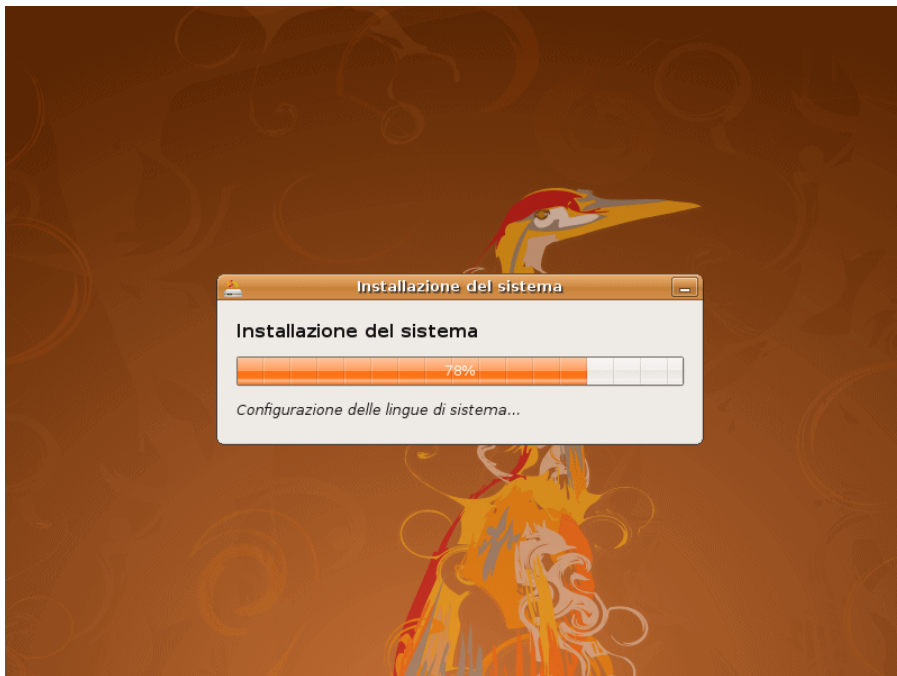 Installazione del sistema
Installazione del sistema
78%
Configurazione delle lingue di sistema...